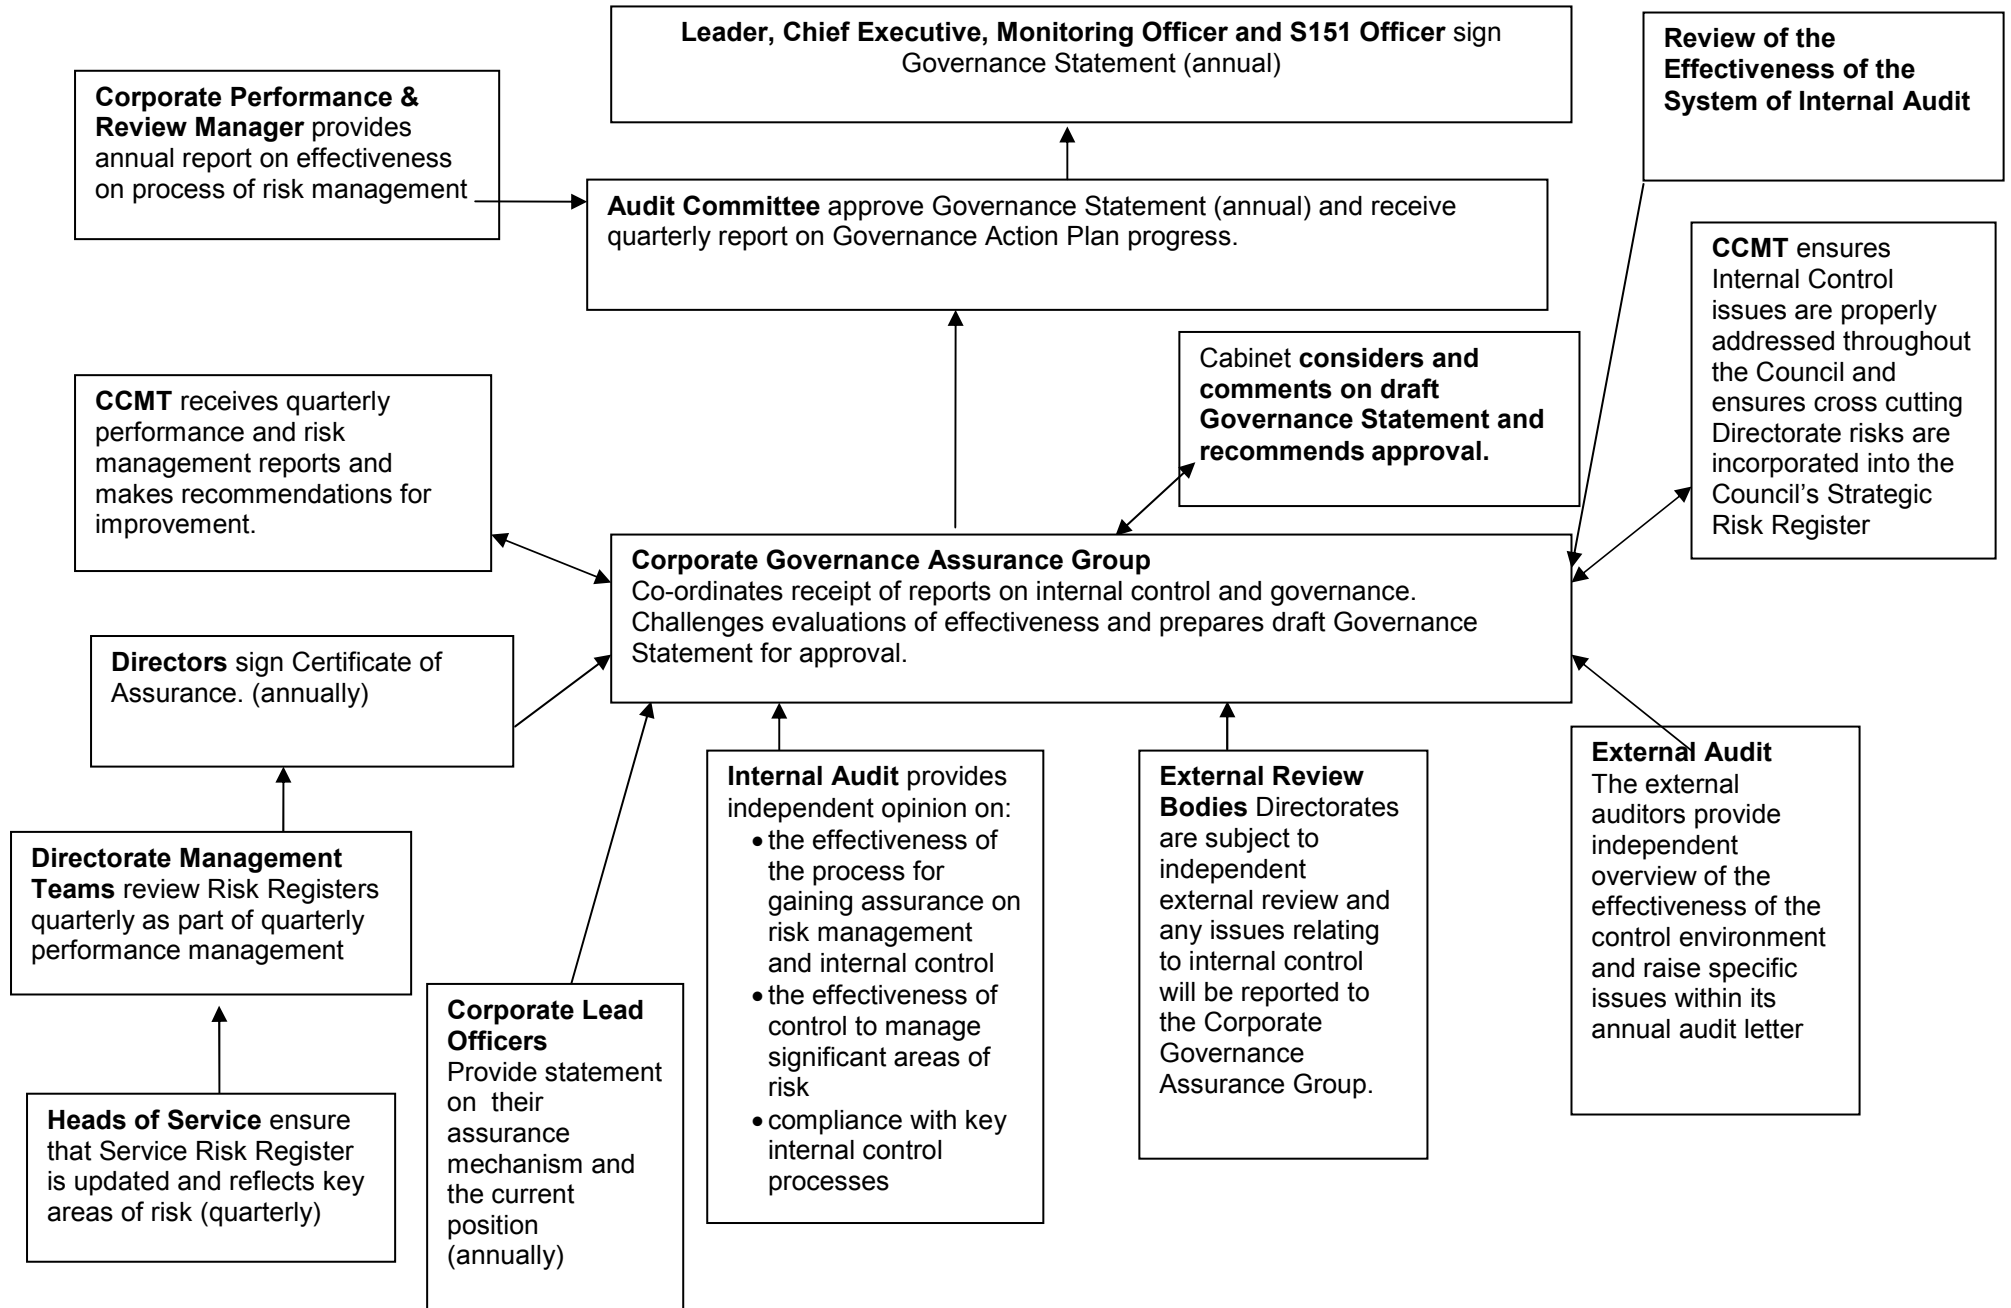 Leader, Chief Executive, Monitoring Officer and S151 Officer sign
Governance Statement (annual)
Review of the
Effectiveness of the
System of Internal Audit
Corporate Performance &
Review Manager provides
annual report on effectiveness
on process of risk management
Audit Committee approve Governance Statement (annual) and receive
quarterly report on Governance Action Plan progress.
CCMT ensures
Internal Control
issues are properly
addressed throughout
the Council and
ensures cross cutting
Directorate risks are
incorporated into the
Council’s Strategic
Risk Register
Cabinet considers and
comments on draft
Governance Statement and
recommends approval.
CCMT receives quarterly
performance and risk
management reports and
makes recommendations for
improvement.
Corporate Governance Assurance Group
Co-ordinates receipt of reports on internal control and governance.
Challenges evaluations of effectiveness and prepares draft Governance
Statement for approval.
Directors sign Certificate of
Assurance. (annually)
Directorate Management
Teams review Risk Registers
quarterly as part of quarterly
performance management
Heads of Service ensure
that Service Risk Register
is updated and reflects key
areas of risk (quarterly)
Corporate Lead
Officers
Provide statement
on  their
assurance
mechanism and
the current
position
(annually)
Internal Audit provides
independent opinion on:
• the effectiveness of
the process for
gaining assurance on
risk management
and internal control
• the effectiveness of
control to manage
significant areas of
risk
• compliance with key
internal control
processes
External Review
Bodies Directorates
are subject to
independent
external review and
any issues relating
to internal control
will be reported to
the Corporate
Governance
Assurance Group.
External Audit
The external
auditors provide
independent
overview of the
effectiveness of the
control environment
and raise specific
issues within its
annual audit letter